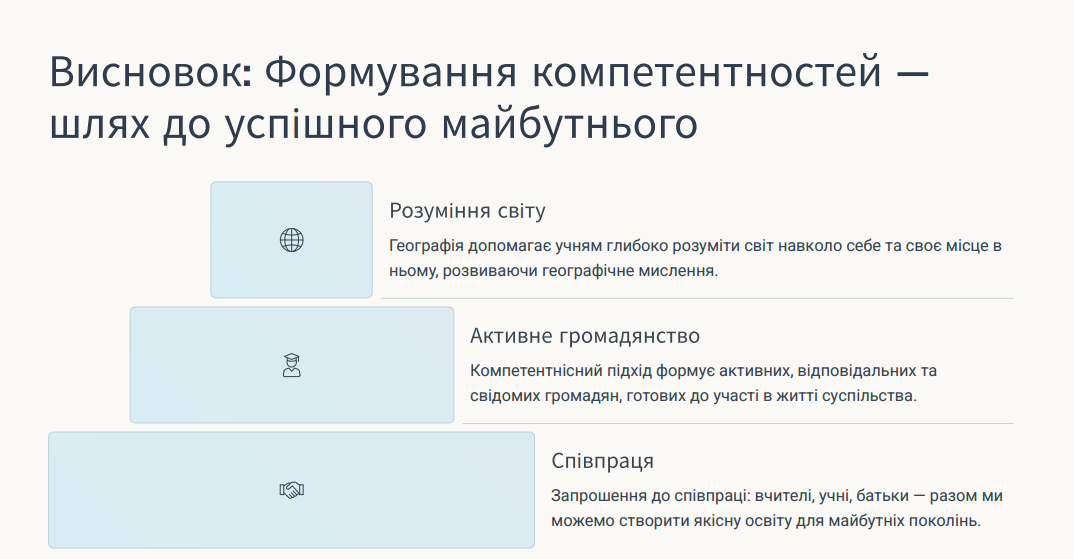 Висновок: Формування компетентностей —
шлях до успішного майбутнього
Розуміння світу
Географія допомагає учням глибоко розуміти світ навколо себе та своє місце в
ньому, розвиваючи географічне мислення.
Активне громадянство
Компетентнісний підхід формує активних, відповідальних та
свідомих громадян, готових до участі в житті суспільства.
Співпраця
Запрошення до співпраці: вчителі, учні, батьки — разом ми
можемо створити якісну освіту для майбутніх поколінь.